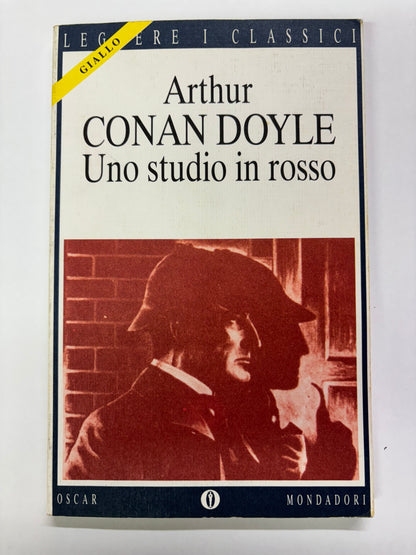 LEGGERE I CLASSICI
GIALLO
Arthur
CONAN DOYLE
Uno studio in rosso
OSCAR MONDADORI